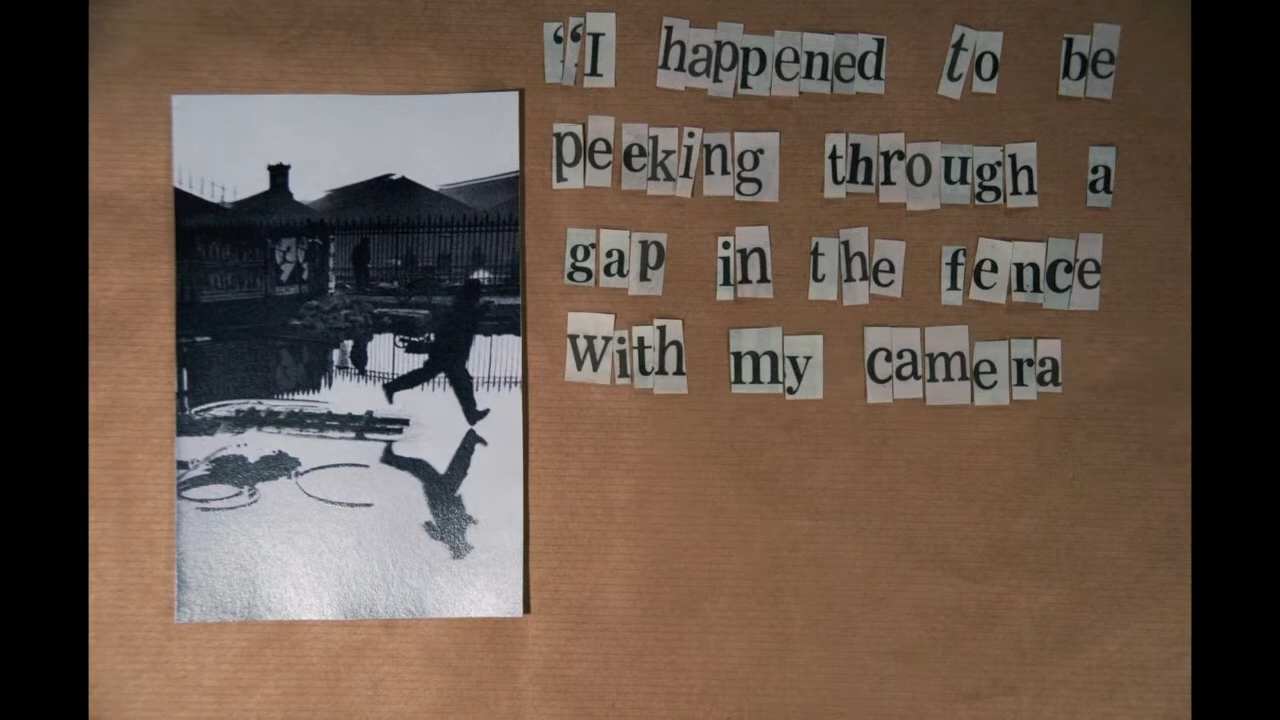 “I happened to be
peeking through a
gap in the fence
with my camera